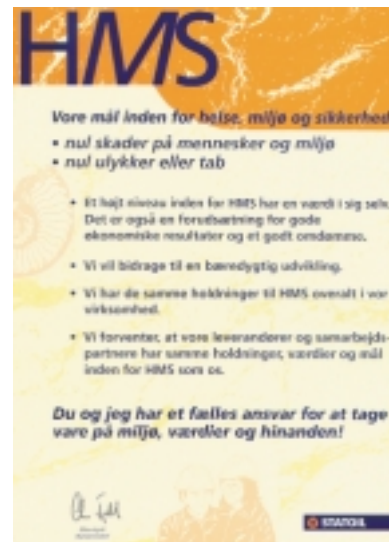 HMS
Vore mål inden for helse, miljø og sikkerhed
• nul skader på mennesker og miljø
• nul ulykker eller tab
• Et højt niveau inden for HMS har en værdi i sig selv.
Det er også en forudsætning for gode
økonomiske resultater og et godt omdømme.
• Vi vil bidrage til en bæredygtig udvikling.
• Vi har de samme holdninger til HMS overalt i vor
virksomhed.
• Vi forventer, at vore leverandører og samarbejds-
partnere har samme holdninger, værdier og mål
inden for HMS som os.
Du og jeg har et fælles ansvar for at tage
vare på miljø, værdier og hinanden!
STATOIL